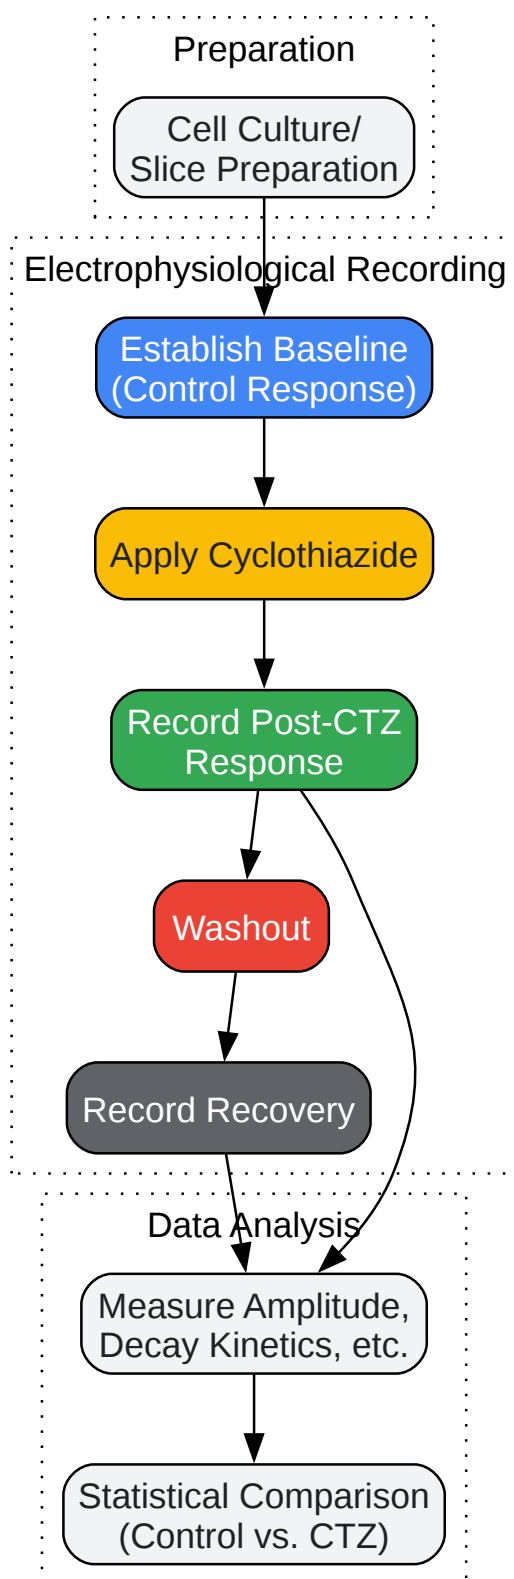 Preparation
Cell Culture/
Slice Preparation
Electrophysiological Recording
Establish Baseline
(Control Response)
Apply Cyclothiazide
Record Post-CTZ
Response
Washout
Record Recovery
Data Analysis
Measure Amplitude,
Decay Kinetics, etc.
Statistical Comparison
(Control vs. CTZ)